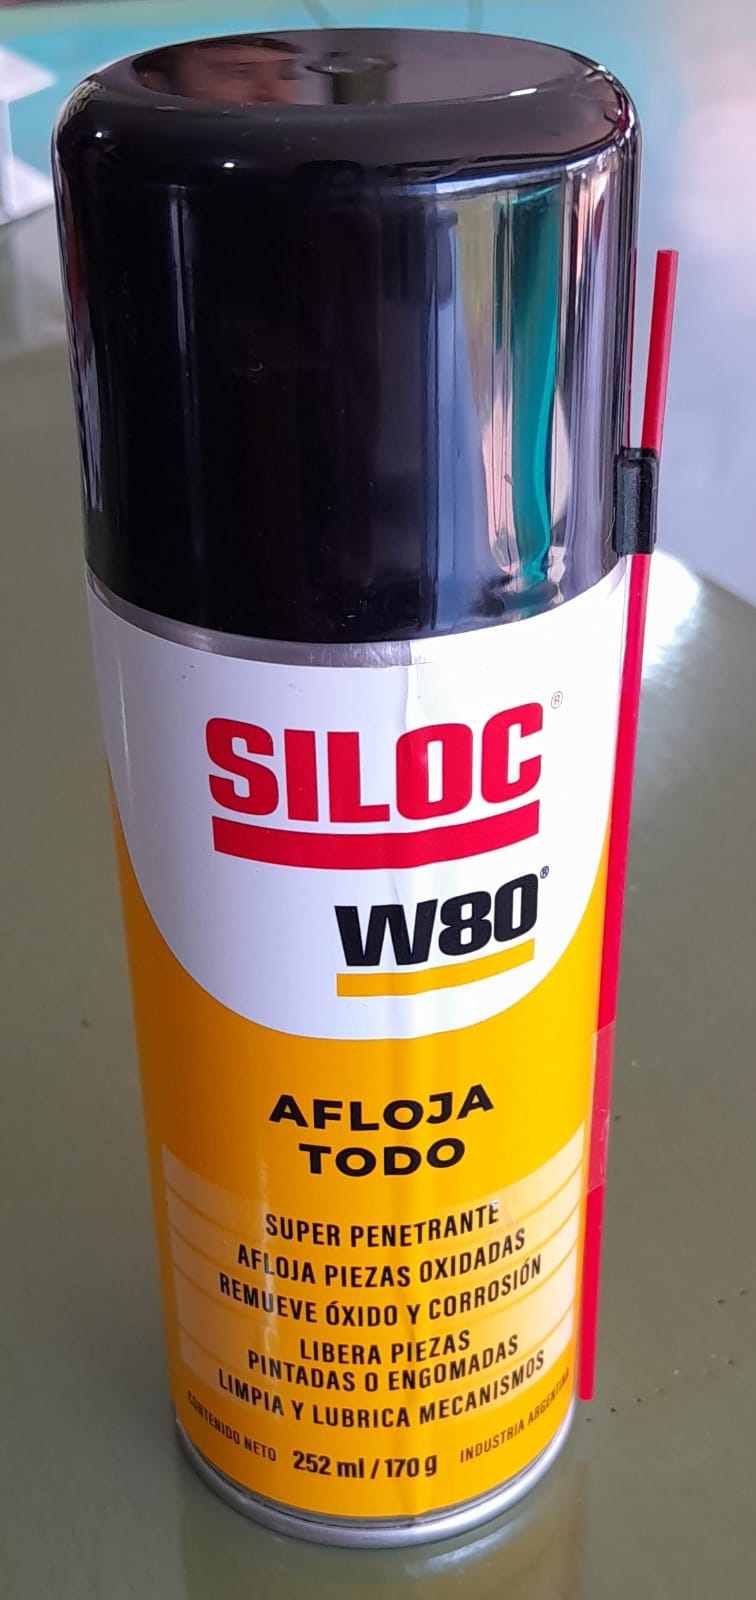 SILOC®
W80®
AFLOJA
TODO
SUPER PENETRANTE
AFLOJA PIEZAS OXIDADAS
REMUEVE ÓXIDO Y CORROSIÓN
LIBERA PIEZAS
PINTADAS O ENGOMADAS
LIMPIA Y LUBRICA MECANISMOS
CONTENIDO NETO 252 ml / 170 g INDUSTRIA ARGENTINA